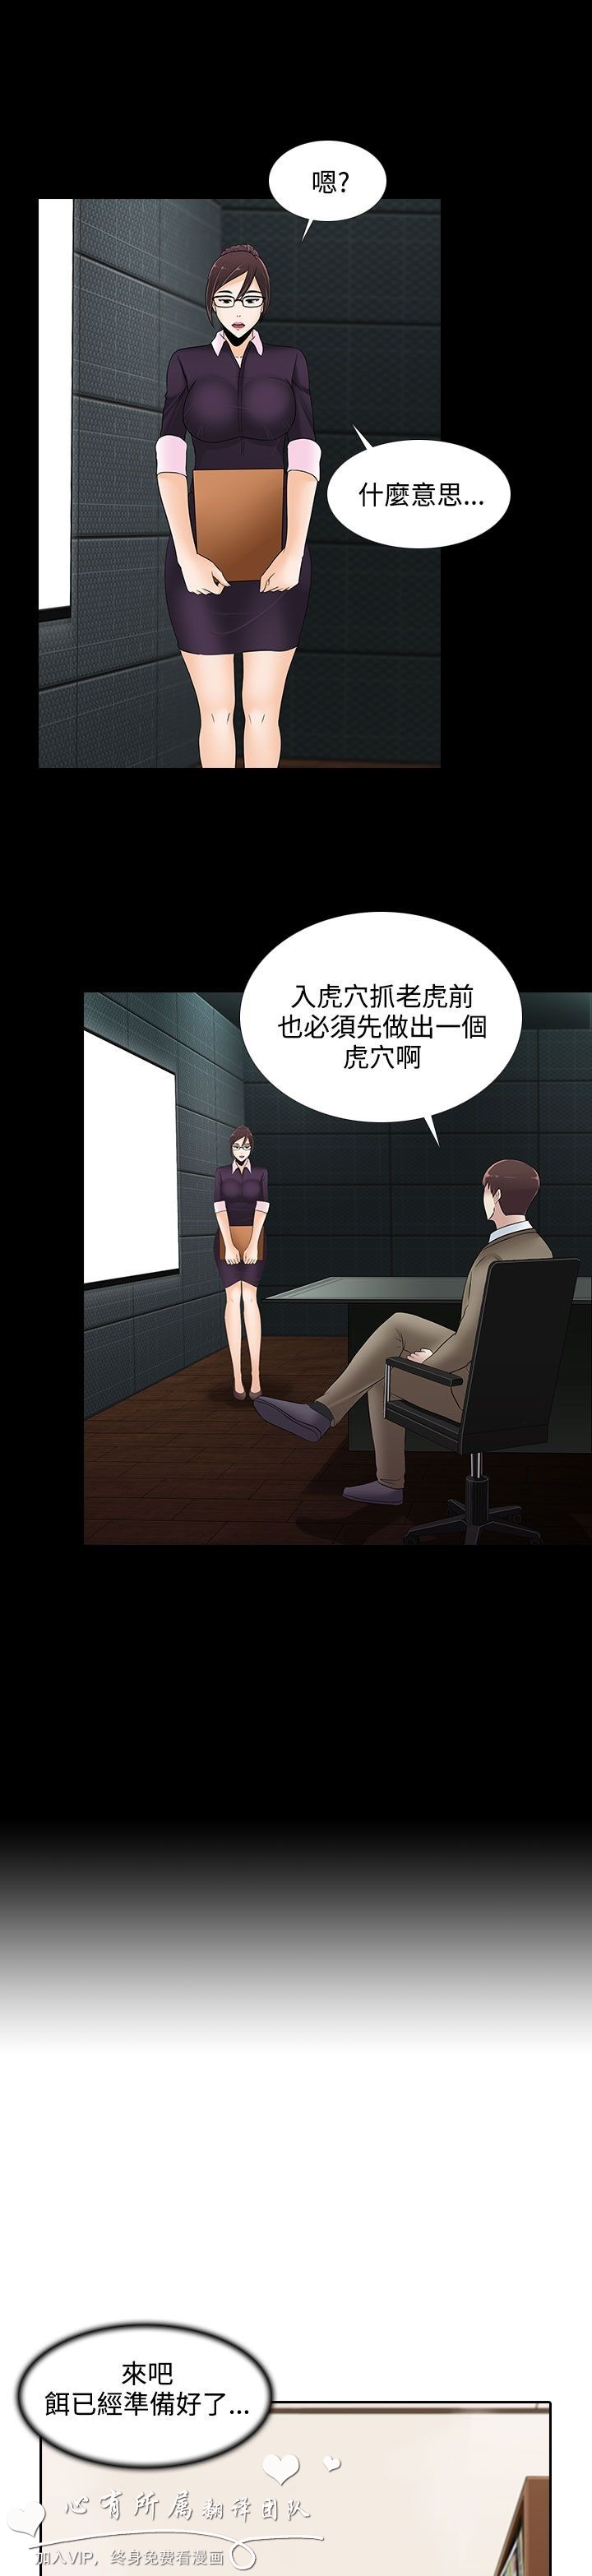 嗯?
什麼意思...
入虎穴抓老虎前
也必須先做出一個
虎穴啊
來吧
餌已經準備好了...
心有所属翻译团队
加入VIP，终身免费看漫画